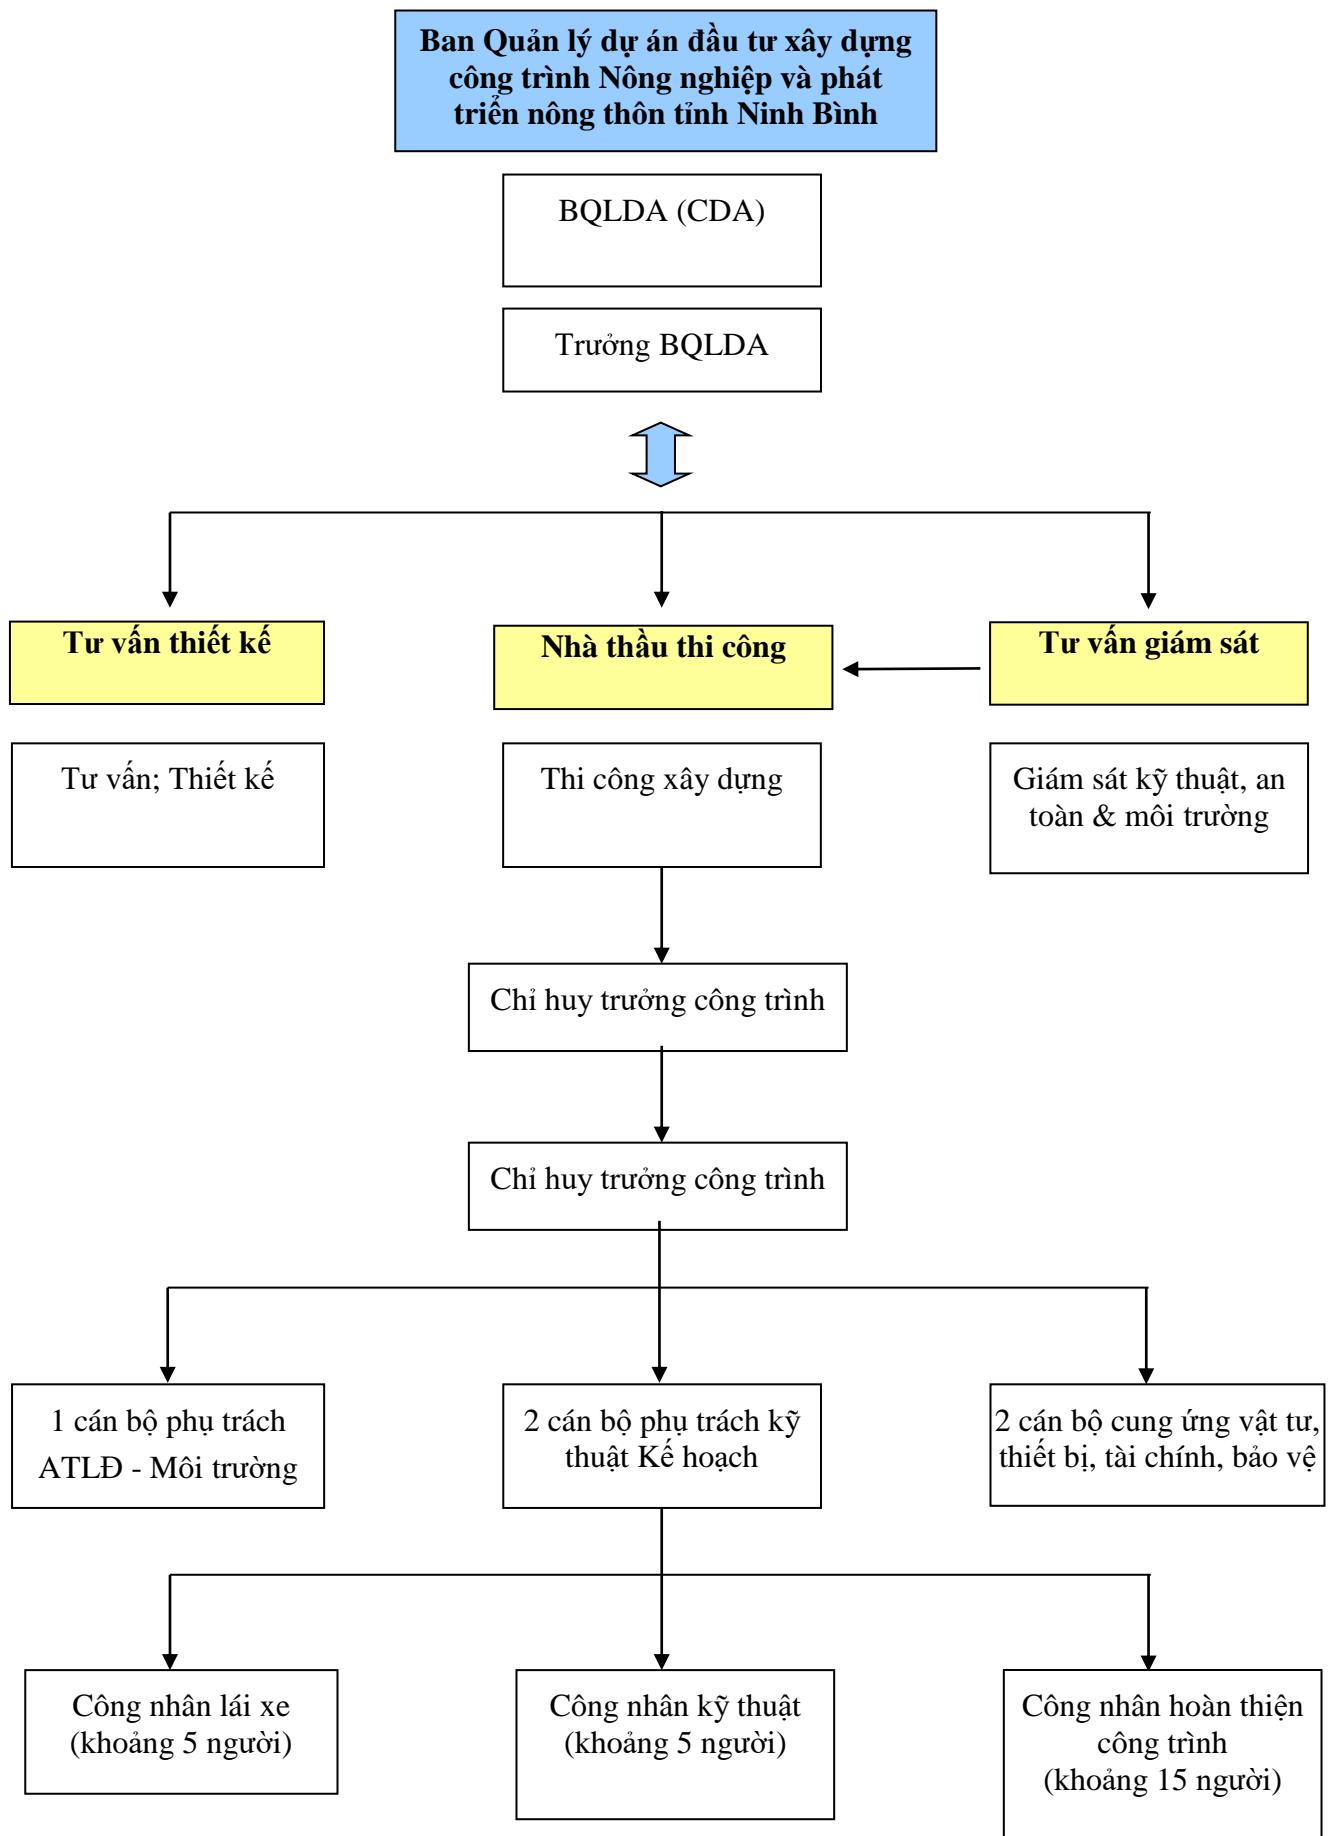 Ban Quản lý dự án đầu tư xây dựng
công trình Nông nghiệp và phát
triển nông thôn tỉnh Ninh Bình
BQLDA (CDA)
Trưởng BQLDA
Tư vấn thiết kế
Nhà thầu thi công
Tư vấn giám sát
Tư vấn; Thiết kế
Thi công xây dựng
Giám sát kỹ thuật, an
toàn & môi trường
Chỉ huy trưởng công trình
Chỉ huy trưởng công trình
1 cán bộ phụ trách
ATLĐ - Môi trường
2 cán bộ phụ trách kỹ
thuật Kế hoạch
2 cán bộ cung ứng vật tư,
thiết bị, tài chính, bảo vệ
Công nhân lái xe
(khoảng 5 người)
Công nhân kỹ thuật
(khoảng 5 người)
Công nhân hoàn thiện
công trình
(khoảng 15 người)